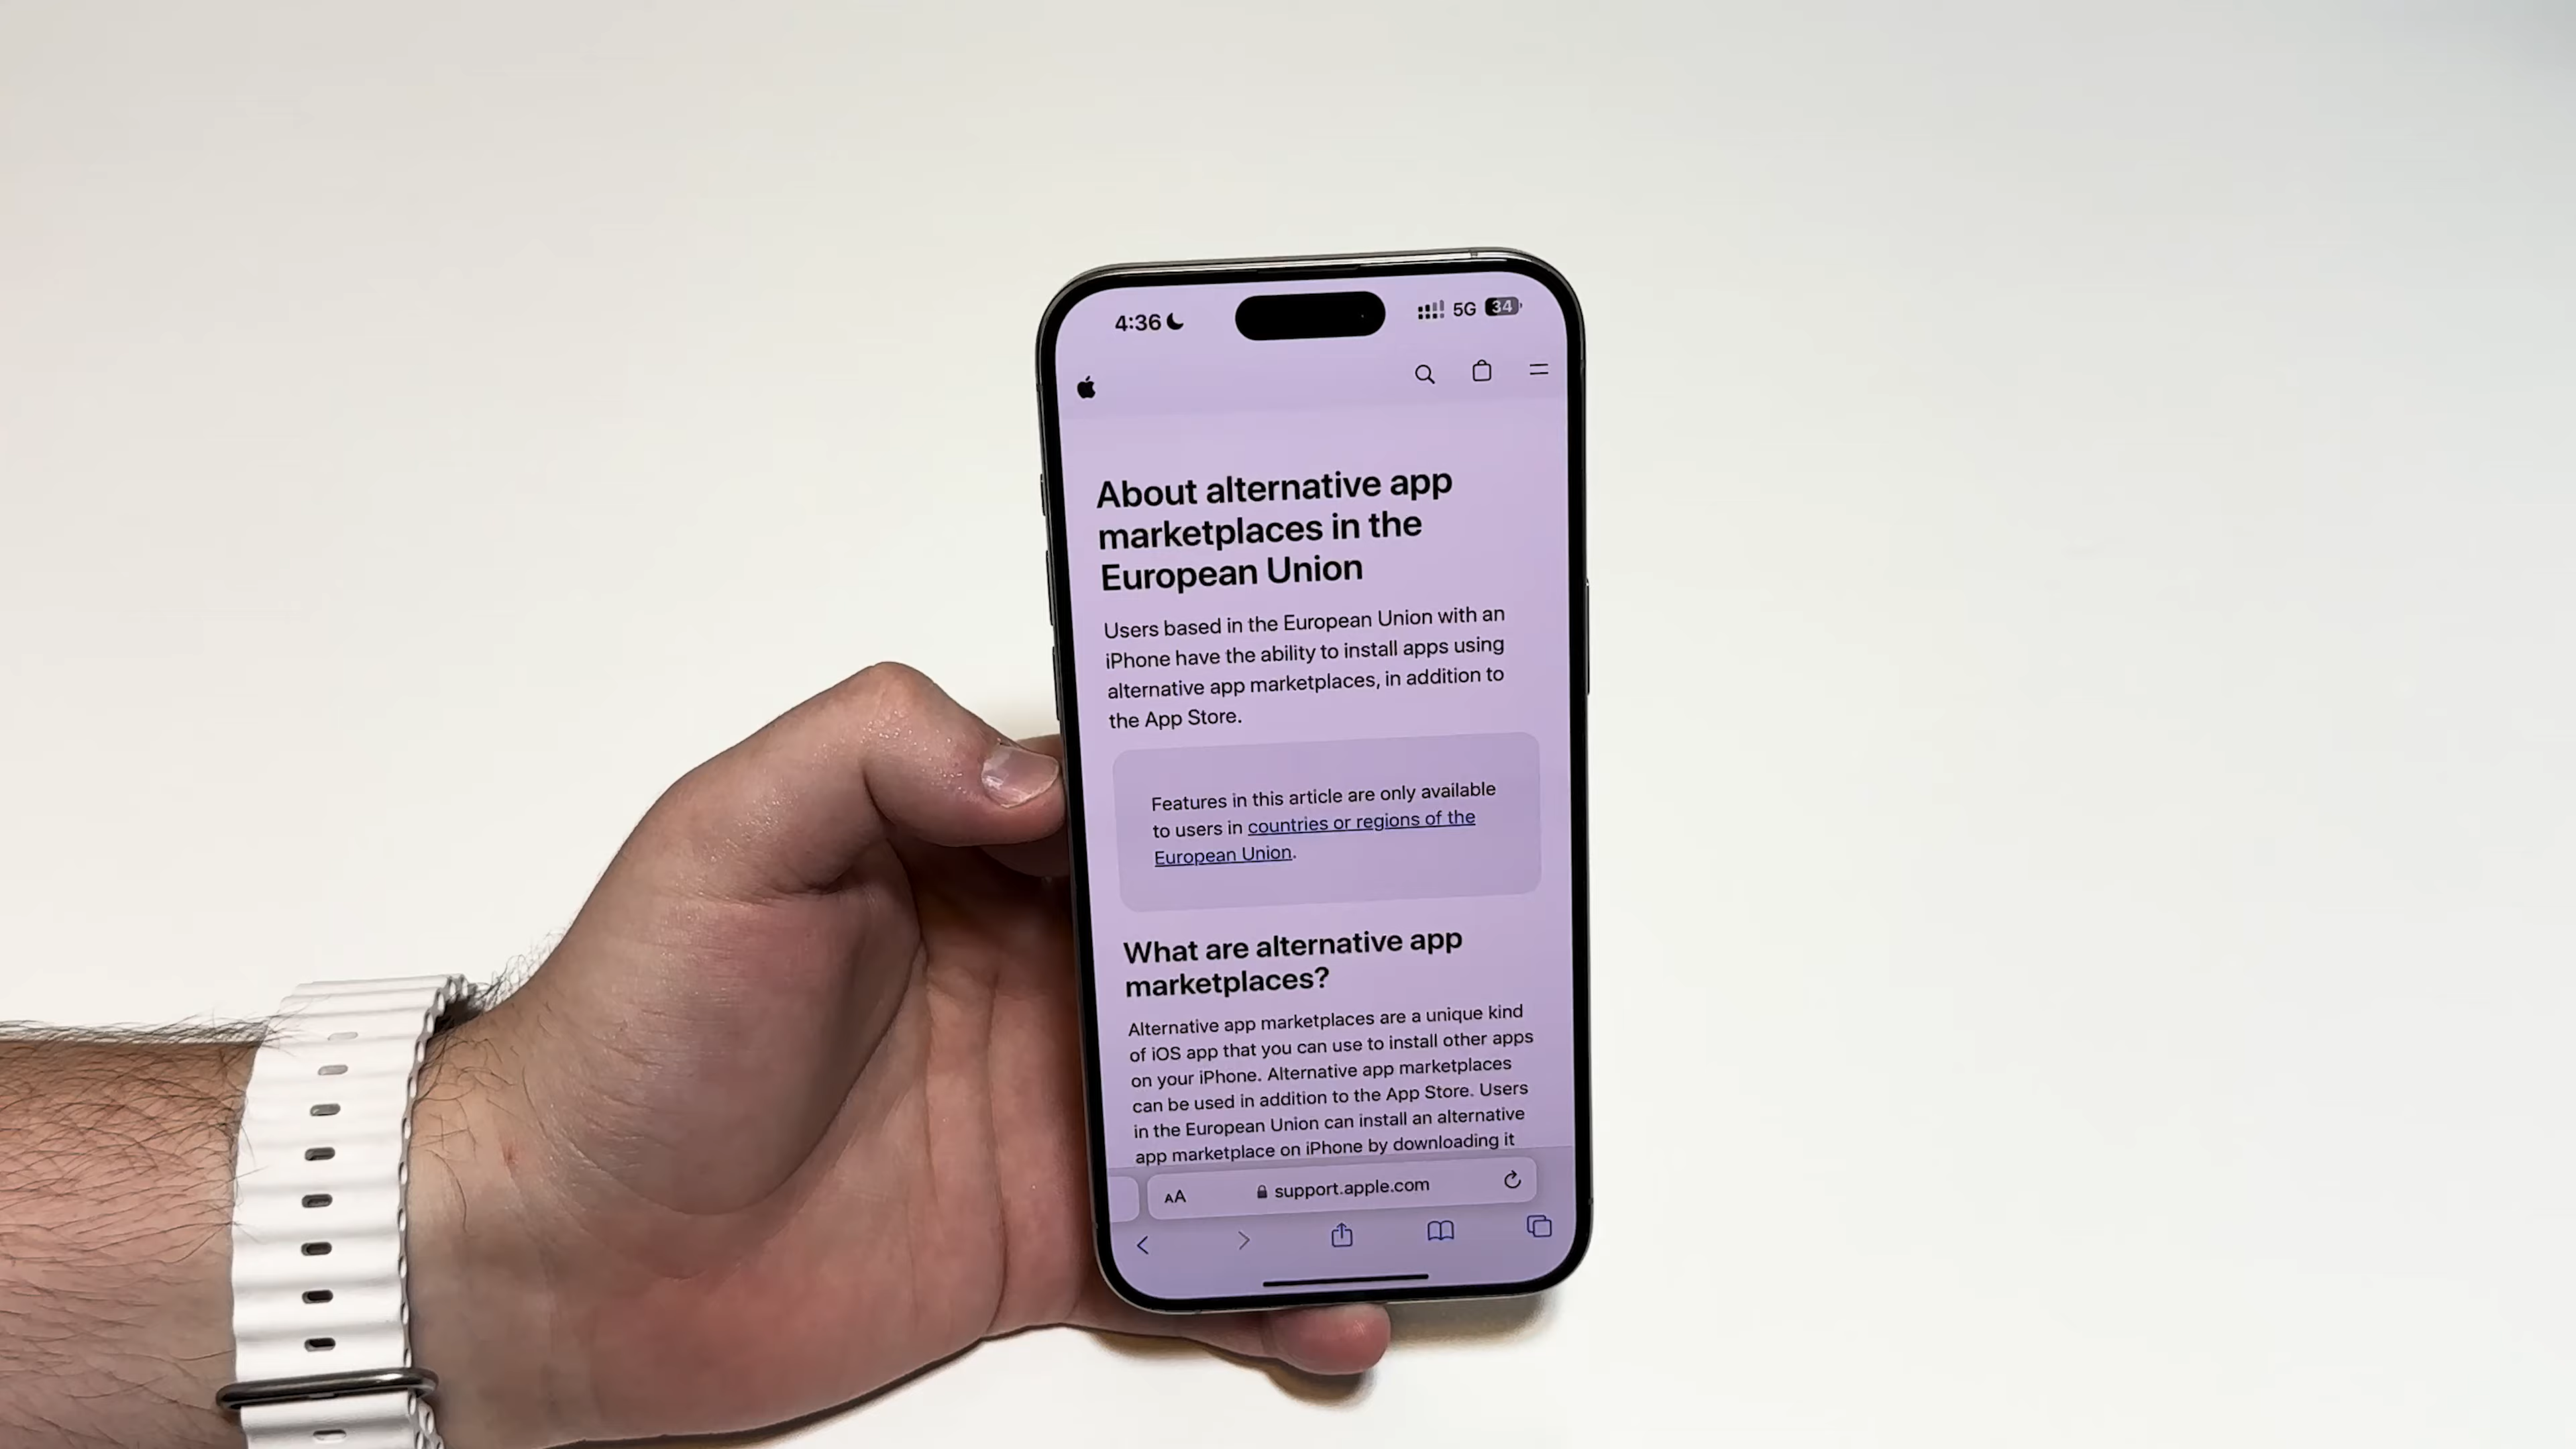 4:36 5G 34
About alternative app
marketplaces in the
European Union
Users based in the European Union with an
iPhone have the ability to install apps using
alternative app marketplaces, in addition to
the App Store.
Features in this article are only available
to users in countries or regions of the
European Union.
What are alternative app
marketplaces?
Alternative app marketplaces are a unique kind
of iOS app that you can use to install other apps
on your iPhone. Alternative app marketplaces
can be used in addition to the App Store. Users
in the European Union can install an alternative
app marketplace on iPhone by downloading it
AA support.apple.com